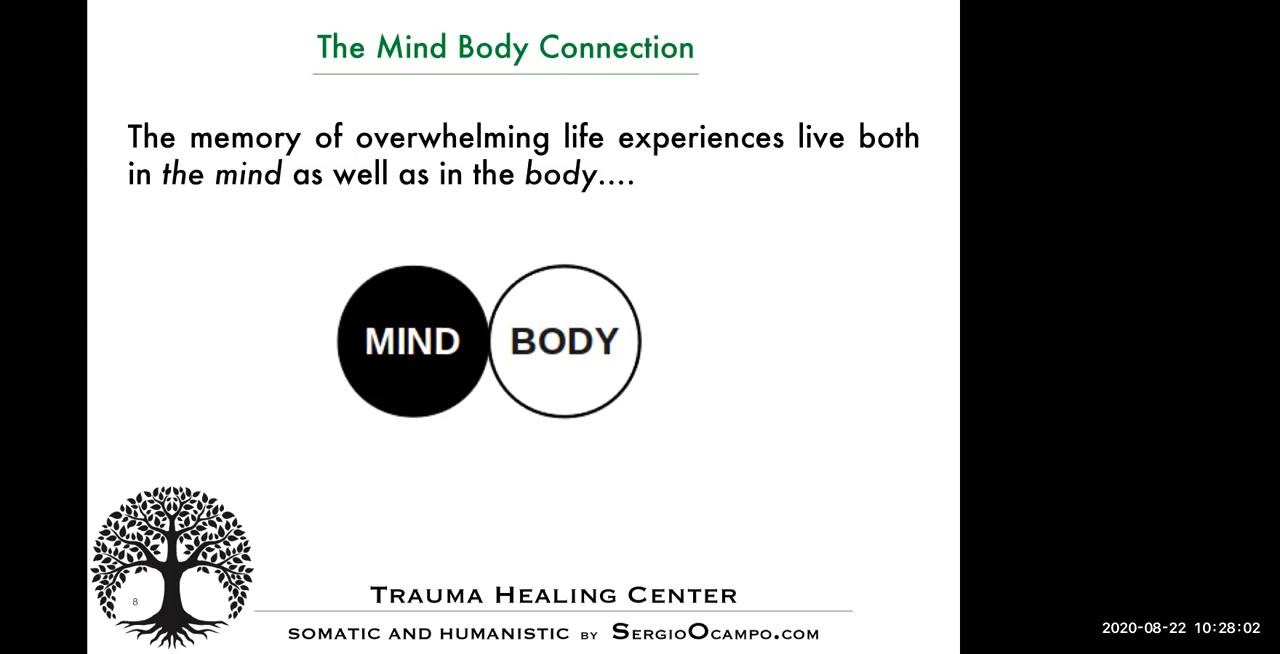 The Mind Body Connection
The memory of overwhelming life experiences live both
in the mind as well as in the body....
MIND BODY
8
TRAUMA HEALING CENTER
SOMATIC AND HUMANISTIC BY SERGIOOCAMPO.COM
2020-08-22 10:28:02